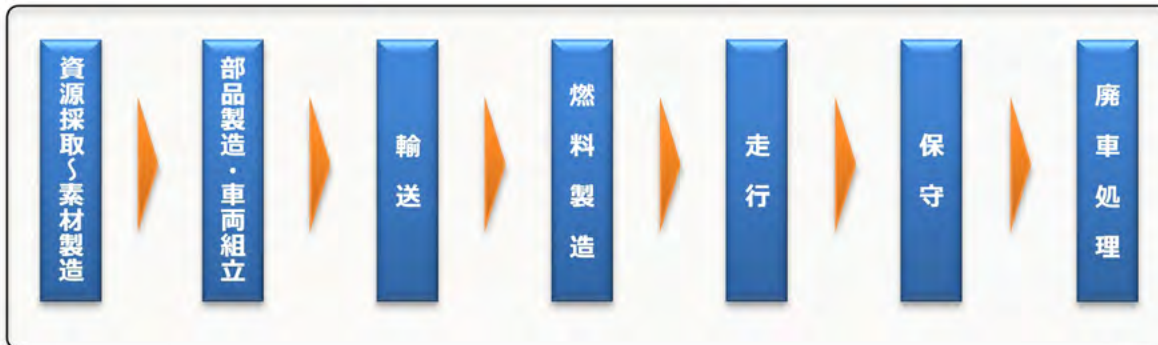 資源採取～素材製造
部品製造・車両組立
輸送
燃料製造
走行
保守
廃車処理